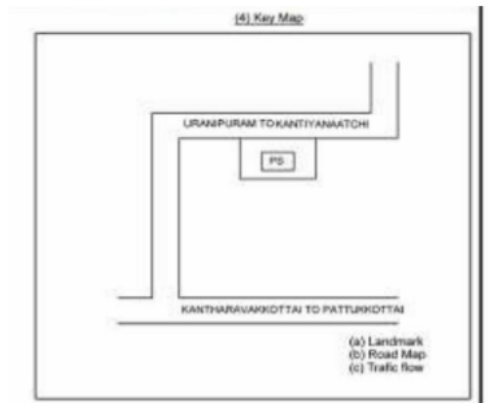 (4) Key Map
URANIPURAM TO KANTIYANAATCHI
PS
KANTHARAVAKKOTTAI TO PATTUKKOTTAI
(a) Landmark
(b) Road Map
(c) Trafic flow